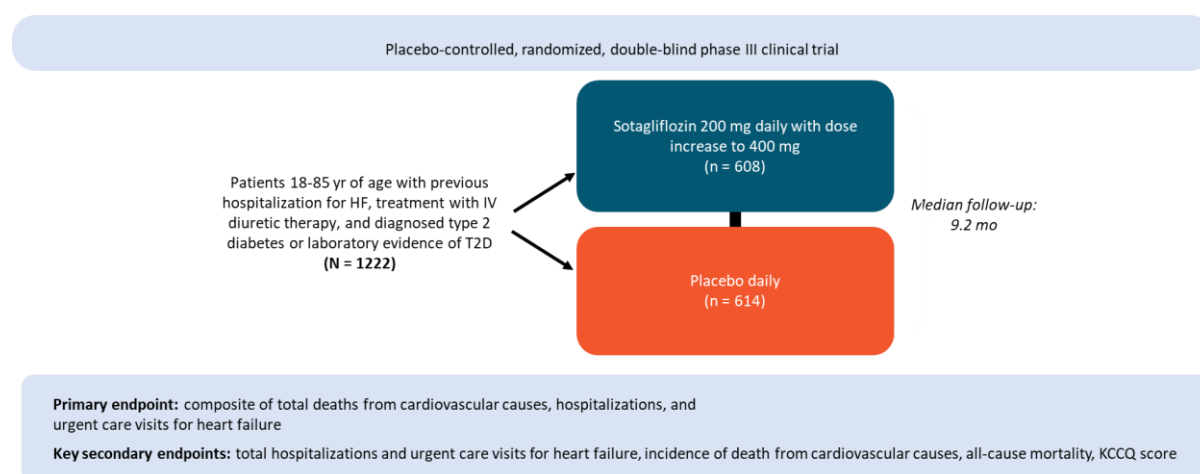 Placebo-controlled, randomized, double-blind phase III clinical trial
Patients 18-85 yr of age with previous
hospitalization for HF, treatment with IV
diuretic therapy, and diagnosed type 2
diabetes or laboratory evidence of T2D
(N = 1222)
Sotagliflozin 200 mg daily with dose
increase to 400 mg
(n = 608)
Placebo daily
(n = 614)
Median follow-up:
9.2 mo
Primary endpoint: composite of total deaths from cardiovascular causes, hospitalizations, and
urgent care visits for heart failure
Key secondary endpoints: total hospitalizations and urgent care visits for heart failure, incidence of death from cardiovascular causes, all-cause mortality, KCCQ score